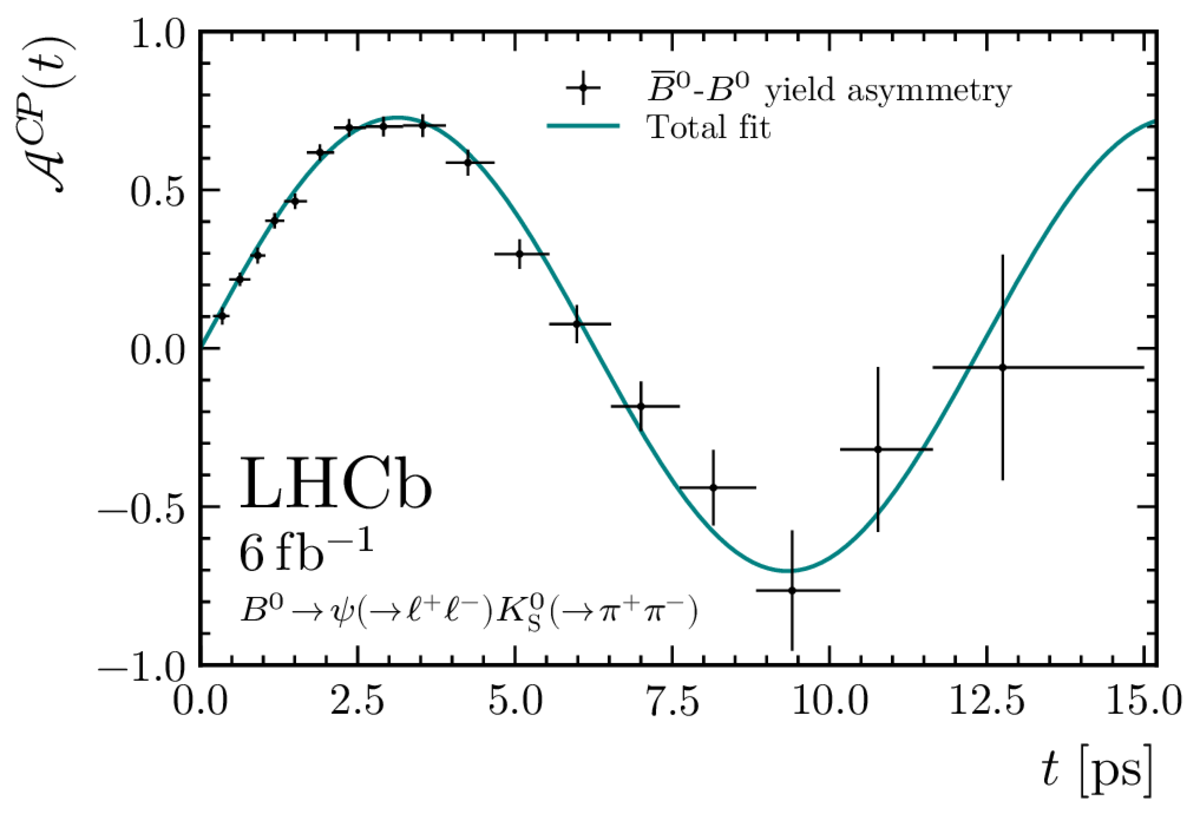 𝒜^{CP}(t)
1.0
0.5
0.0
−0.5
−1.0
B̅⁰-B⁰ yield asymmetry
Total fit
LHCb
6 fb⁻¹
B⁰→ψ(→ℓ⁺ℓ⁻)K_S⁰(→π⁺π⁻)
0.0 2.5 5.0 7.5 10.0 12.5 15.0
t [ps]